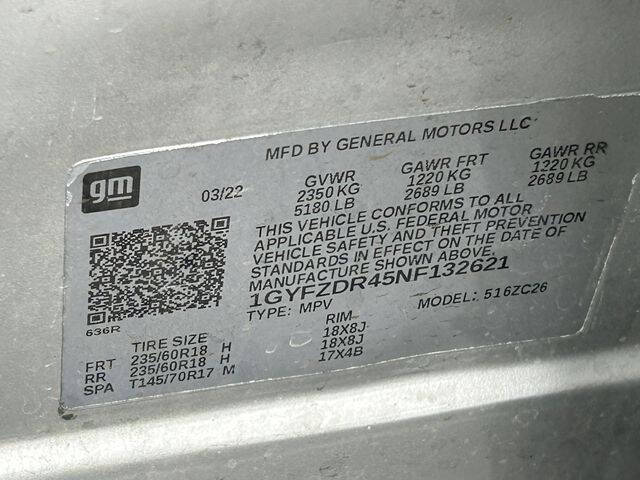 MFD BY GENERAL MOTORS LLC
gm
03/22
GVWR
2350 KG
5180 LB
GAWR FRT
1220 KG
2689 LB
GAWR RR
1320 KG
2689 LB
THIS VEHICLE CONFORMS TO ALL
APPLICABLE U.S. FEDERAL MOTOR
VEHICLE SAFETY AND THEFT PREVENTION
STANDARDS IN EFFECT ON THE DATE OF
MANUFACTURE SHOWN ABOVE.
1GYFZDR45NF132621
TYPE: MPV
MODEL: 516ZC26
636R
TIRE SIZE RIM
FRT 235/60R18 H 18X8J
RR 235/60R18 H 18X8J
SPA T145/70R17 M 17X4B